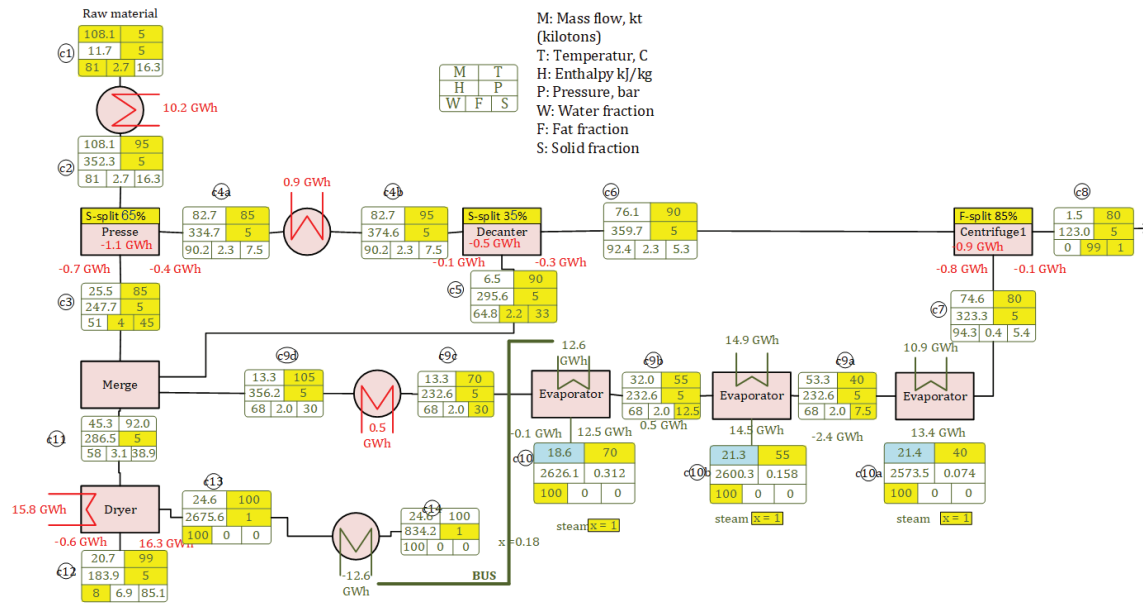 Raw material
108.1 5
11.7 5
81 2.7 16.3
c1
10.2 GWh
M: Mass flow, kt
(kilotons)
T: Temperatur, C
H: Enthalpy kJ/kg
P: Pressure, bar
W: Water fraction
F: Fat fraction
S: Solid fraction
M T
H P
W F S
108.1 95
352.3 5
81 2.7 16.3
c2
S-split 65%
Presse
-1.1 GWh
-0.7 GWh
-0.4 GWh
c4a
82.7 85
334.7 5
90.2 2.3 7.5
0.9 GWh
c4b
82.7 95
374.6 5
90.2 2.3 7.5
S-split 35%
Decanter
-0.5 GWh
-0.1 GWh
-0.3 GWh
c6
76.1 90
359.7 5
92.4 2.3 5.3
F-split 85%
Centrifuge1
-0.9 GWh
-0.8 GWh
-0.1 GWh
c8
1.5 80
123.0 5
0 99 1
c3
25.5 85
247.7 5
51 4 45
c5
6.5 90
295.6 5
64.8 2.2 33
c7
74.6 80
323.3 5
94.3 0.4 5.4
Merge
c9d
13.3 105
356.2 5
68 2.0 30
0.5
GWh
c9c
13.3 70
232.6 5
68 2.0 30
12.6
GWh
Evaporator
c9b
32.0 55
232.6 5
68 2.0 12.5
0.5 GWh
14.9 GWh
Evaporator
c9a
53.3 40
232.6 5
68 2.0 7.5
-2.4 GWh
10.9 GWh
Evaporator
c11
45.3 92.0
286.5 5
58 3.1 38.9
-0.1 GWh
12.5 GWh
c10
18.6 70
2626.1 0.312
100 0 0
steam x = 1
14.5 GWh
c10b
21.3 55
2600.3 0.158
100 0 0
steam x = 1
13.4 GWh
c10a
21.4 40
2573.5 0.074
100 0 0
steam x = 1
15.8 GWh
Dryer
-0.6 GWh
16.3 GWh
c13
24.6 100
2675.6 1
100 0 0
-12.6
GWh
c14
24.6 100
834.2 1
100 0 0
x =0.18
BUS
c12
20.7 99
183.9 5
8 6.9 85.1